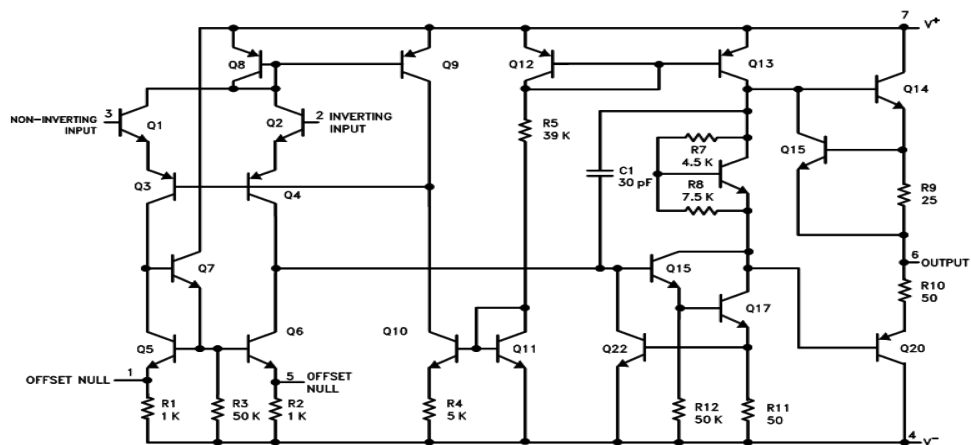 7
V+
Q8
Q9
Q12
Q13
Q14
3
NON-INVERTING
INPUT
Q1
Q2
2 INVERTING
INPUT
R5
39 K
Q15
R7
4.5 K
C1
30 pF
R8
7.5 K
R9
25
Q3
Q4
6
OUTPUT
Q7
Q15
R10
50
Q17
Q5
Q6
Q10
Q11
Q22
Q20
OFFSET NULL
1
5
OFFSET
NULL
R1
1 K
R3
50 K
R2
1 K
R4
5 K
R12
50 K
R11
50
4
V-